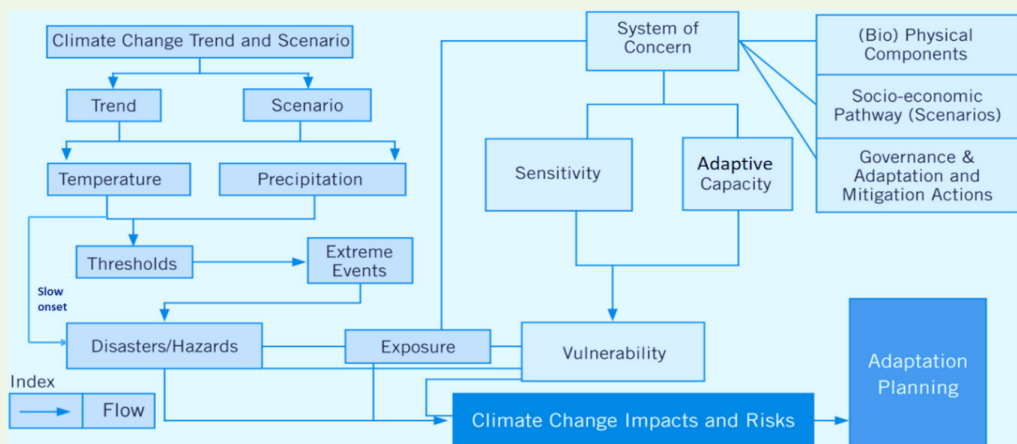 Climate Change Trend and Scenario
Trend
Scenario
Temperature
Precipitation
Thresholds
Extreme
Events
Slow
onset
Disasters/Hazards
Exposure
Index
Flow
System of
Concern
(Bio) Physical
Components
Socio-economic
Pathway (Scenarios)
Governance &
Adaptation and
Mitigation Actions
Sensitivity
Adaptive
Capacity
Vulnerability
Climate Change Impacts and Risks
Adaptation
Planning